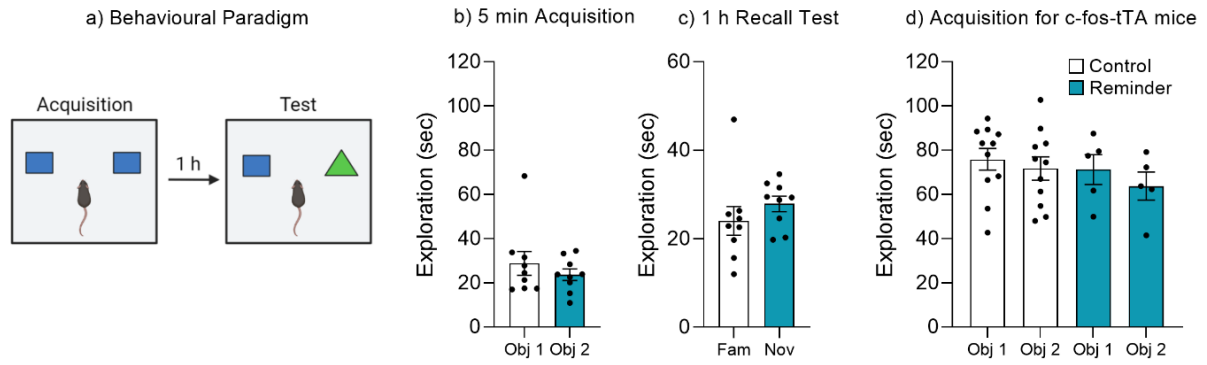 a) Behavioural Paradigm
Acquisition
1 h
Test
b) 5 min Acquisition
Exploration (sec)
120
100
80
60
40
20
0
Obj 1 Obj 2
c) 1 h Recall Test
Exploration (sec)
60
40
20
0
Fam Nov
d) Acquisition for c-fos-tTA mice
Control
Reminder
Exploration (sec)
120
100
80
60
40
20
0
Obj 1 Obj 2 Obj 1 Obj 2